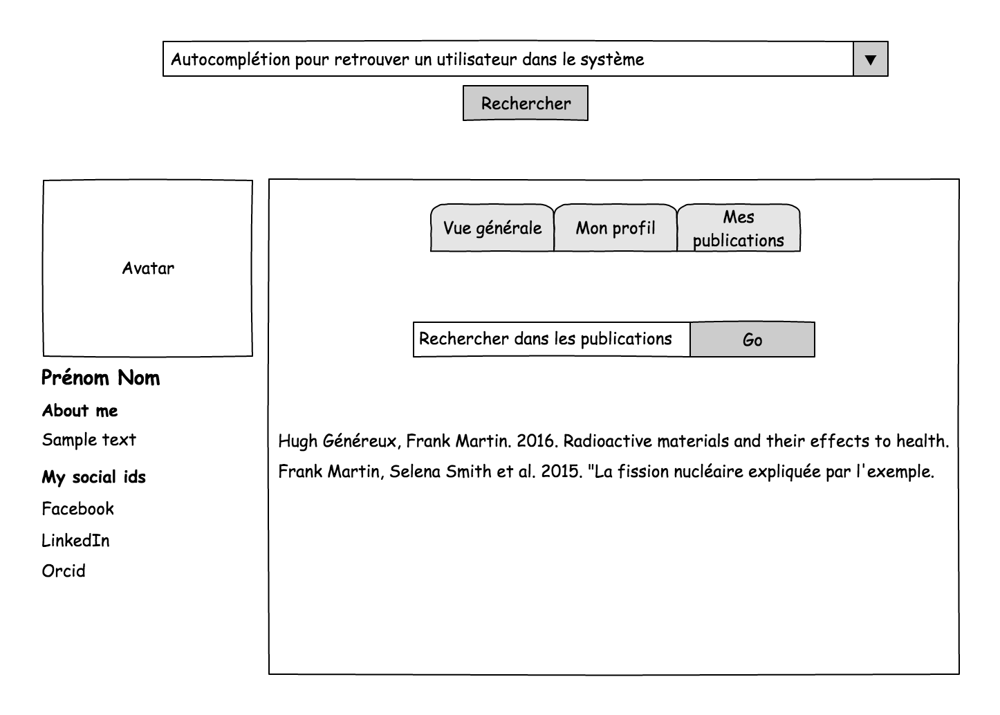 Autocomplétion pour retrouver un utilisateur dans le système
▼
Rechercher
Avatar
Prénom Nom
About me
Sample text
My social ids
Facebook
LinkedIn
Orcid
Vue générale
Mon profil
Mes
publications
Rechercher dans les publications
Go
Hugh Généreux, Frank Martin. 2016. Radioactive materials and their effects to health.
Frank Martin, Selena Smith et al. 2015. "La fission nucléaire expliquée par l'exemple.